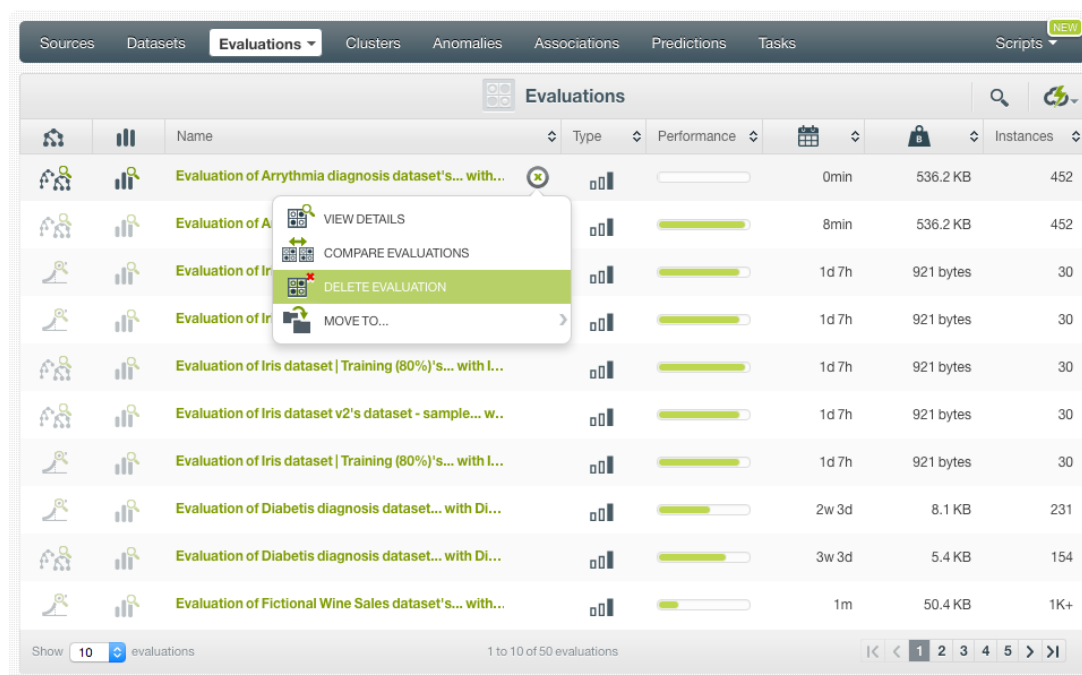 NEW
Sources Datasets Evaluations Clusters Anomalies Associations Predictions Tasks Scripts
Evaluations
Name Type Performance B Instances
Evaluation of Arrythmia diagnosis dataset's... with... 0min 536.2 KB 452
Evaluation of A 8min 536.2 KB 452
Evaluation of Ir 1d 7h 921 bytes 30
Evaluation of Ir 1d 7h 921 bytes 30
VIEW DETAILS
COMPARE EVALUATIONS
DELETE EVALUATION
MOVE TO...
Evaluation of Iris dataset | Training (80%)'s... with I... 1d 7h 921 bytes 30
Evaluation of Iris dataset v2's dataset - sample... w.. 1d 7h 921 bytes 30
Evaluation of Iris dataset | Training (80%)'s... with I... 1d 7h 921 bytes 30
Evaluation of Diabetis diagnosis dataset... with Di... 2w 3d 8.1 KB 231
Evaluation of Diabetis diagnosis dataset... with Di... 3w 3d 5.4 KB 154
Evaluation of Fictional Wine Sales dataset's... with... 1m 50.4 KB 1K+
Show 10 evaluations 1 to 10 of 50 evaluations 1 2 3 4 5